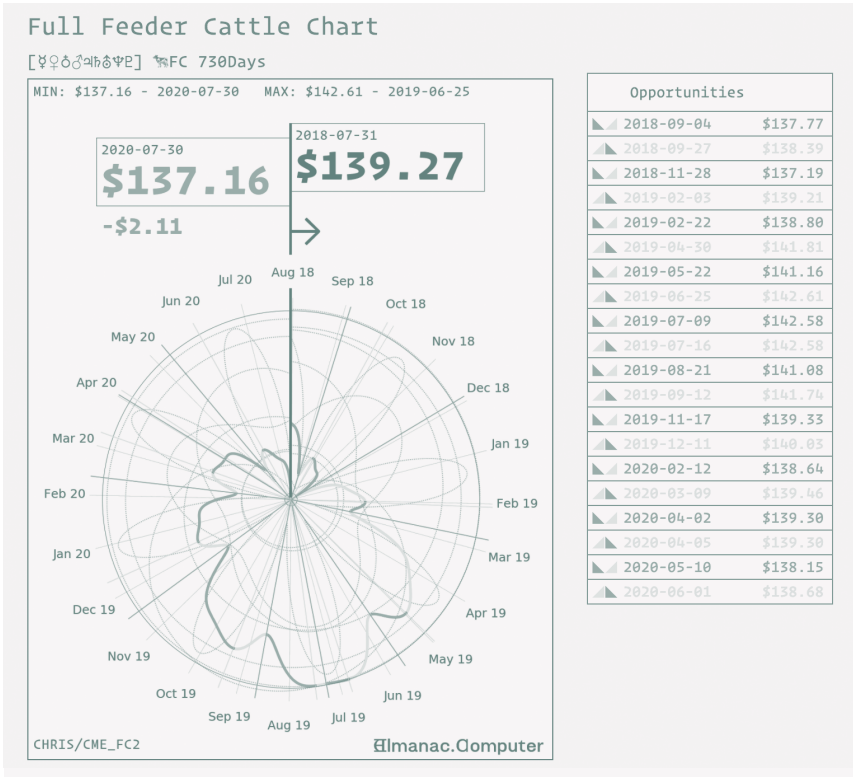 Full Feeder Cattle Chart
[☿♀♁♂♃♄⛢♆♇] 🐂FC 730Days
MIN: $137.16 - 2020-07-30 MAX: $142.61 - 2019-06-25
2020-07-30
$137.16
-$2.11
2018-07-31
$139.27
Aug 18
Sep 18
Oct 18
Nov 18
Dec 18
Jan 19
Feb 19
Mar 19
Apr 19
May 19
Jun 19
Jul 19
Aug 19
Sep 19
Oct 19
Nov 19
Dec 19
Jan 20
Feb 20
Mar 20
Apr 20
May 20
Jun 20
Jul 20
CHRIS/CME_FC2
Almanac.Computer
Opportunities
2018-09-04 $137.77
2018-09-27 $138.39
2018-11-28 $137.19
2019-02-03 $139.21
2019-02-22 $138.80
2019-04-30 $141.81
2019-05-22 $141.16
2019-06-25 $142.61
2019-07-09 $142.58
2019-07-16 $142.58
2019-08-21 $141.08
2019-09-12 $141.74
2019-11-17 $139.33
2019-12-11 $140.03
2020-02-12 $138.64
2020-03-09 $139.46
2020-04-02 $139.30
2020-04-05 $139.30
2020-05-10 $138.15
2020-06-01 $138.68